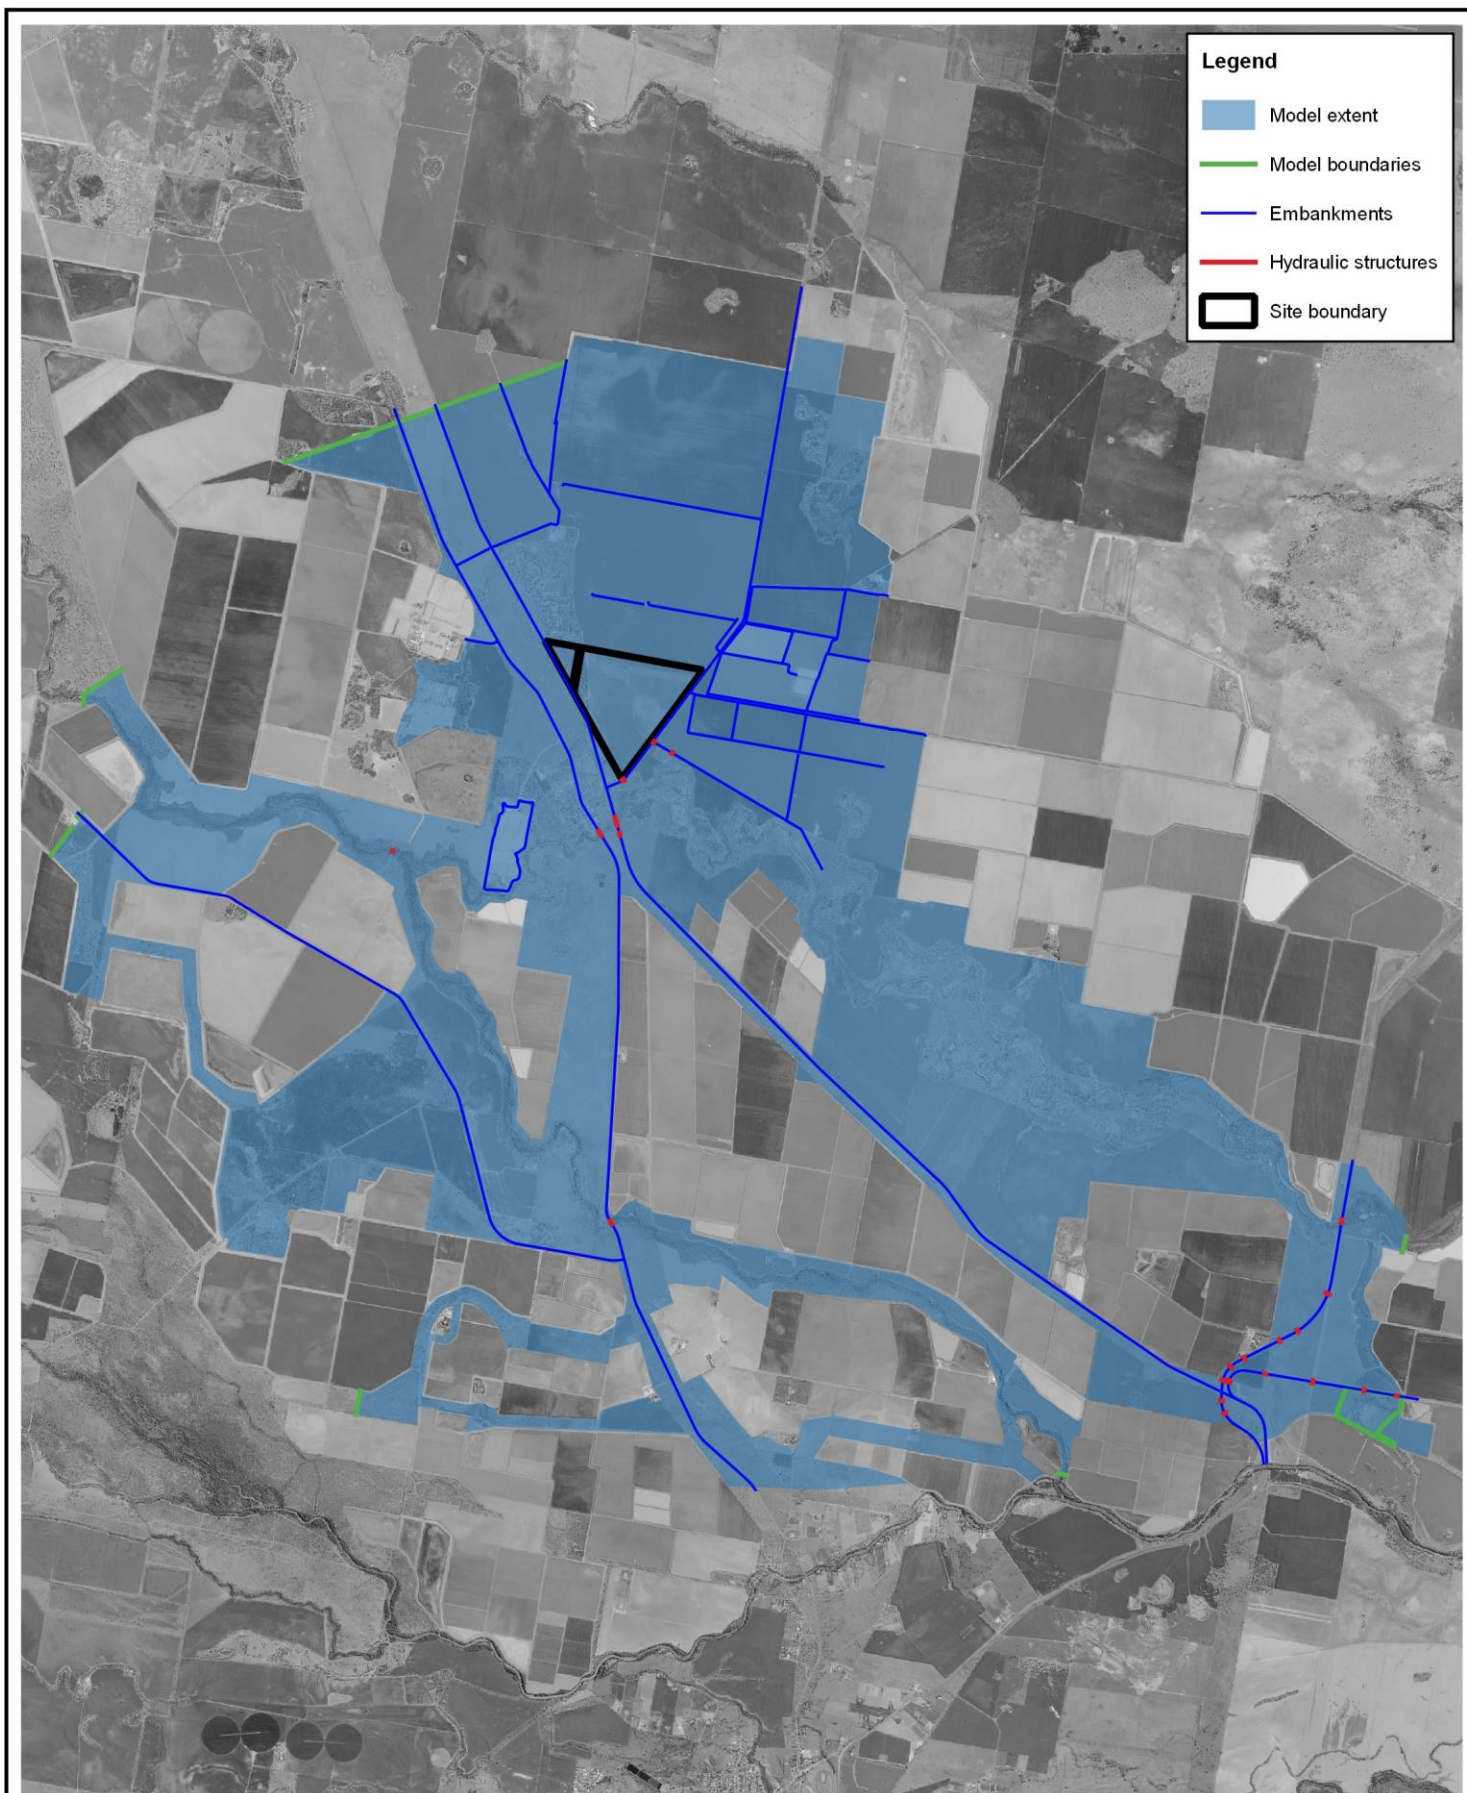 Legend
Model extent
Model boundaries
Embankments
Hydraulic structures
Site boundary